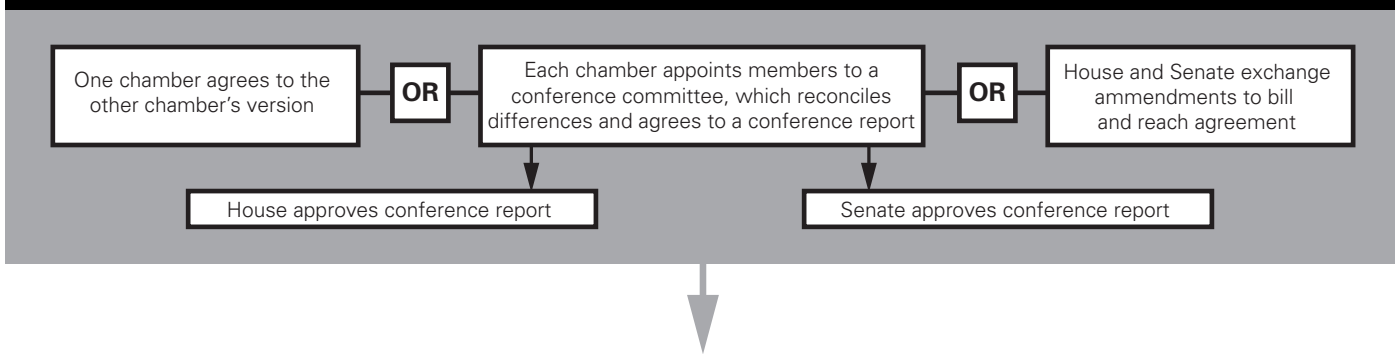 One chamber agrees to the
other chamber's version
OR
Each chamber appoints members to a
conference committee, which reconciles
differences and agrees to a conference report
OR
House and Senate exchange
ammendments to bill
and reach agreement
House approves conference report
Senate approves conference report